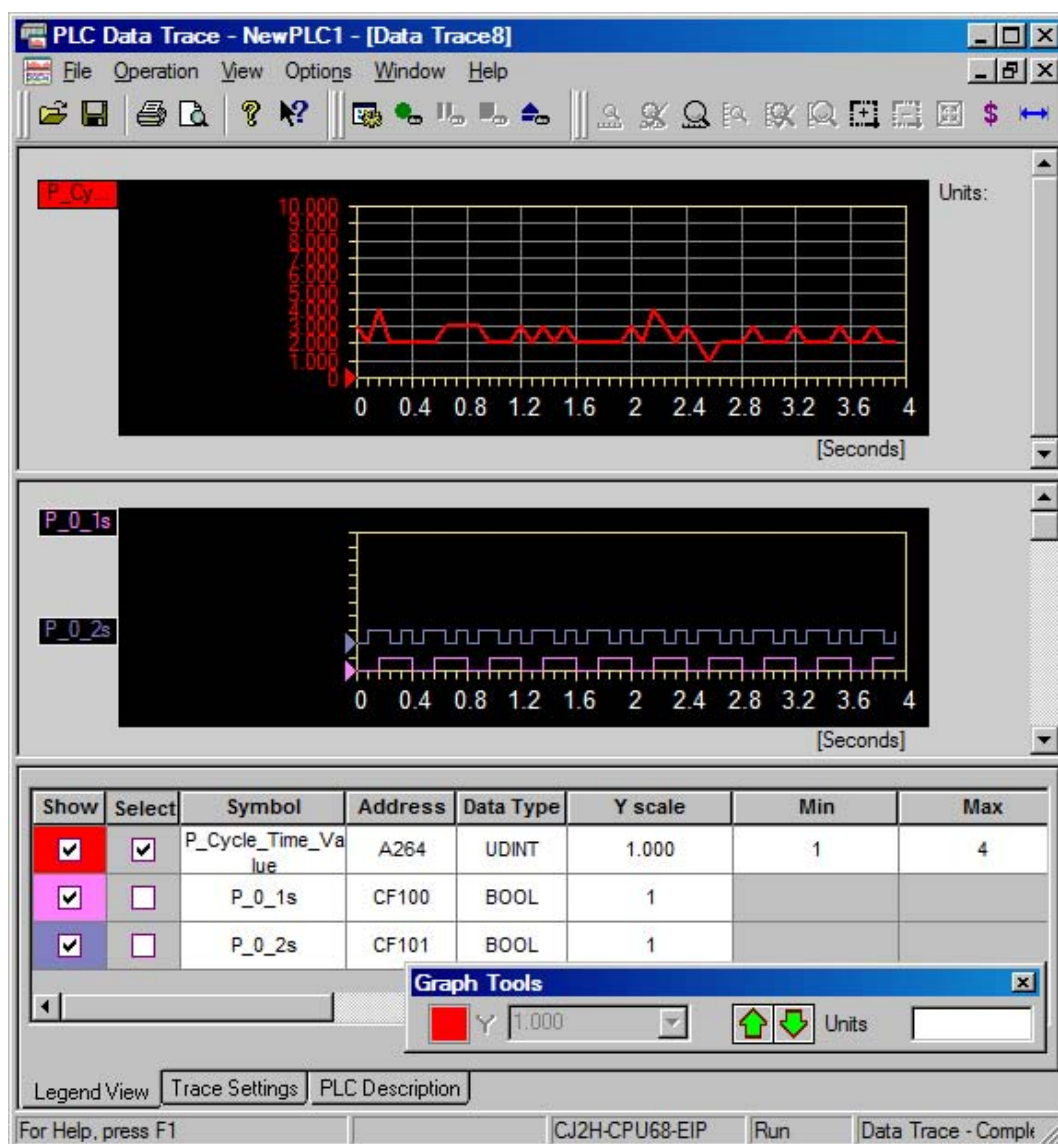 PLC Data Trace - NewPLC1 - [Data Trace8]
File Operation View Options Window Help
P_Cy...
10.000
9.000
8.000
7.000
6.000
5.000
4.000
3.000
2.000
1.000
0
Units:
0 0.4 0.8 1.2 1.6 2 2.4 2.8 3.2 3.6 4
[Seconds]
P_0_1s
P_0_2s
0 0.4 0.8 1.2 1.6 2 2.4 2.8 3.2 3.6 4
[Seconds]
Show Select Symbol Address Data Type Y scale Min Max
P_Cycle_Time_Va
lue A264 UDINT 1.000 1 4
P_0_1s CF100 BOOL 1
P_0_2s CF101 BOOL 1
Graph Tools
Y 1.000 Units
Legend View Trace Settings PLC Description
For Help, press F1 CJ2H-CPU68-EIP Run Data Trace - Comple